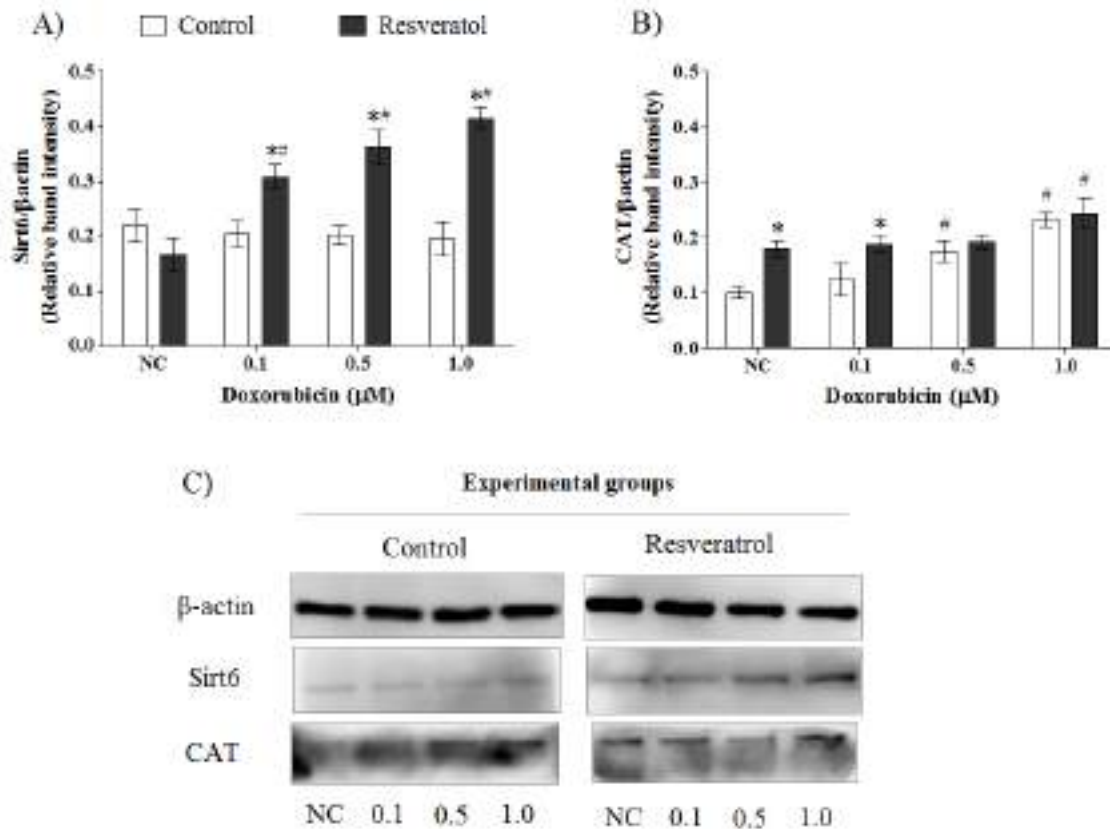 A) Control Resveratol B)
Sirt6/βactin
(Relative band intensity)
0.5
0.4
0.3
0.2
0.1
0.0
*#
**
**
NC 0.1 0.5 1.0
Doxorubicin (μM)
CAT/βactin
(Relative band intensity)
0.5
0.4
0.3
0.2
0.1
0.0
* * # # #
NC 0.1 0.5 1.0
Doxorubicin (μM)
C) Experimental groups
Control Resveratrol
β-actin
Sirt6
CAT
NC 0.1 0.5 1.0 NC 0.1 0.5 1.0